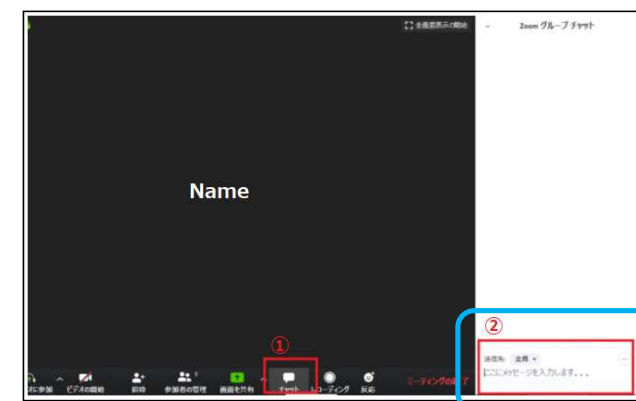 全画面表示の開始
Zoom グループ チャット
Name
①
②
送信先: 全員
ここにメッセージを入力します...
に参加
ビデオの開始
招待
参加者の管理
1
画面を共有
チャット
レコーディング
反応
ミーティングの終了